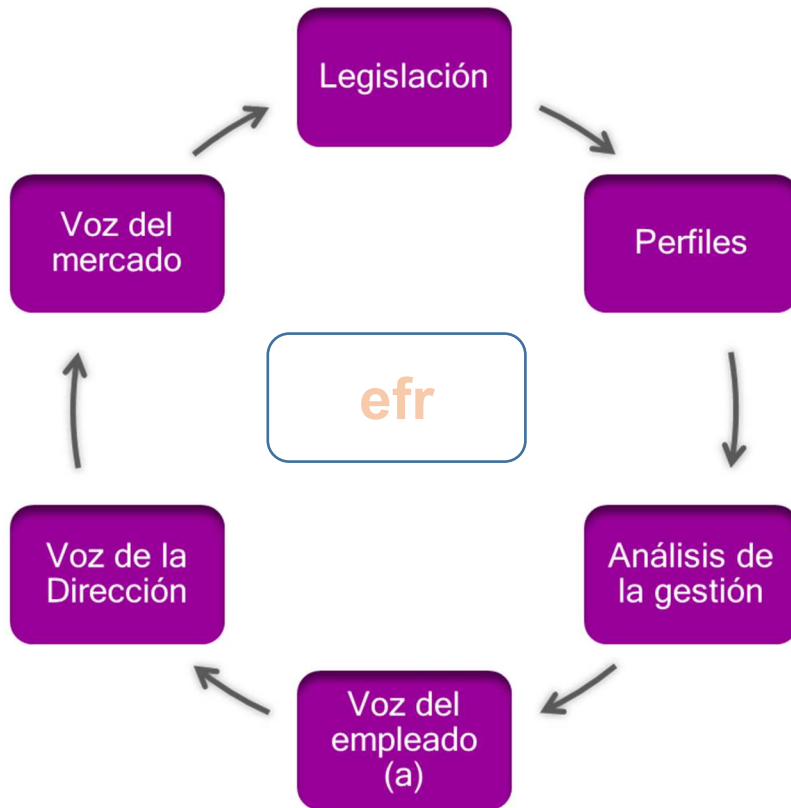 Legislación
Perfiles
Análisis de
la gestión
Voz del
empleado
(a)
Voz de la
Dirección
Voz del
mercado
efr